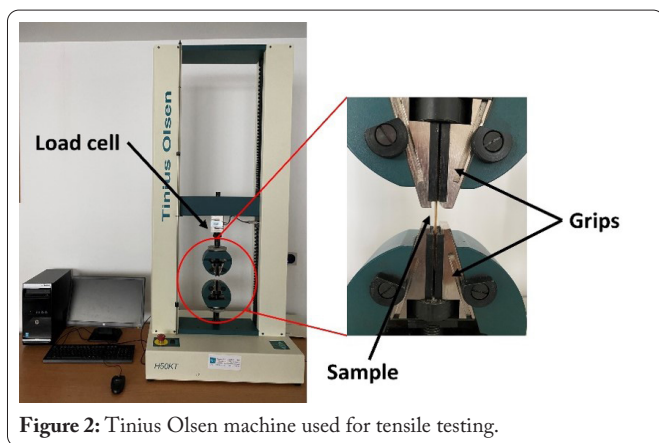 Tinius Olsen
Load cell
H50KT
Grips
Sample
Figure 2: Tinius Olsen machine used for tensile testing.